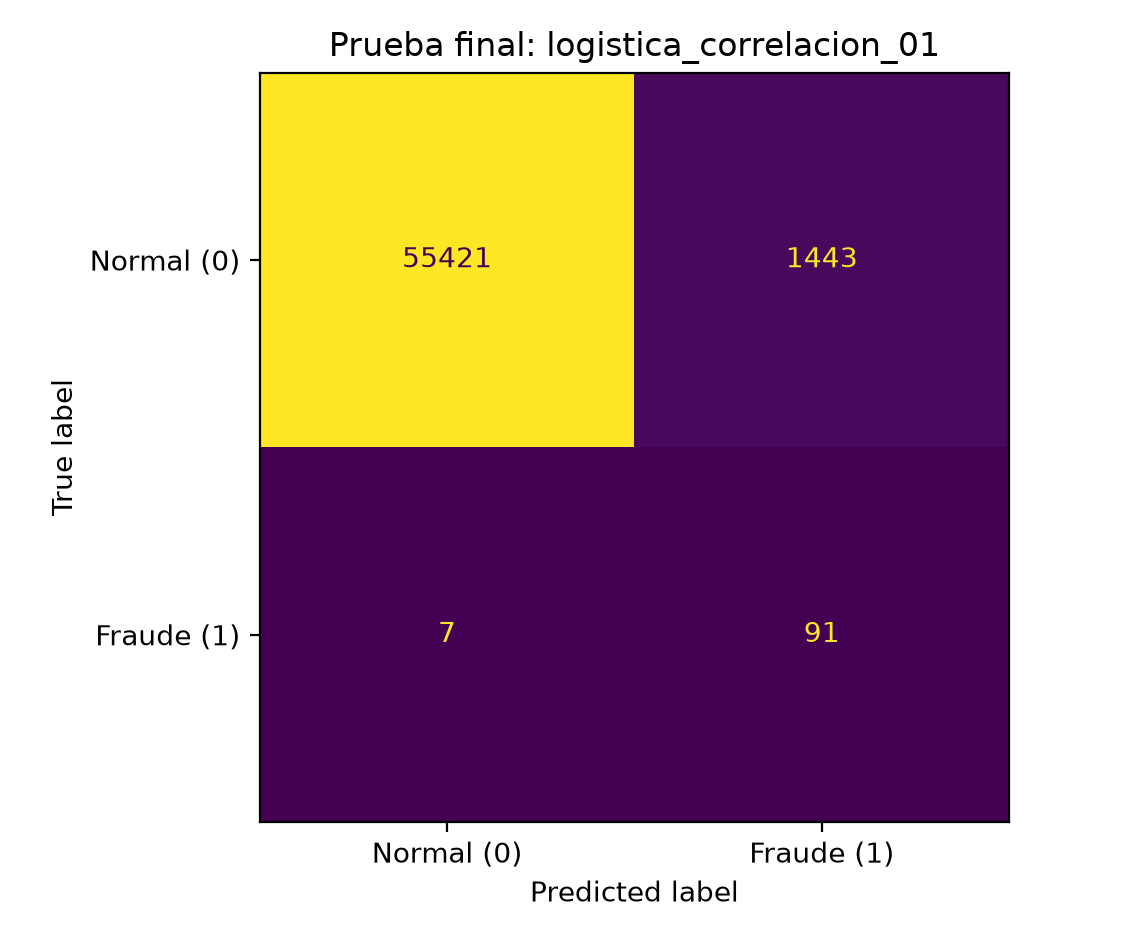 Prueba final: logistica_correlacion_01
Normal (0)
55421
1443
True label
Fraude (1)
7
91
Normal (0)
Fraude (1)
Predicted label